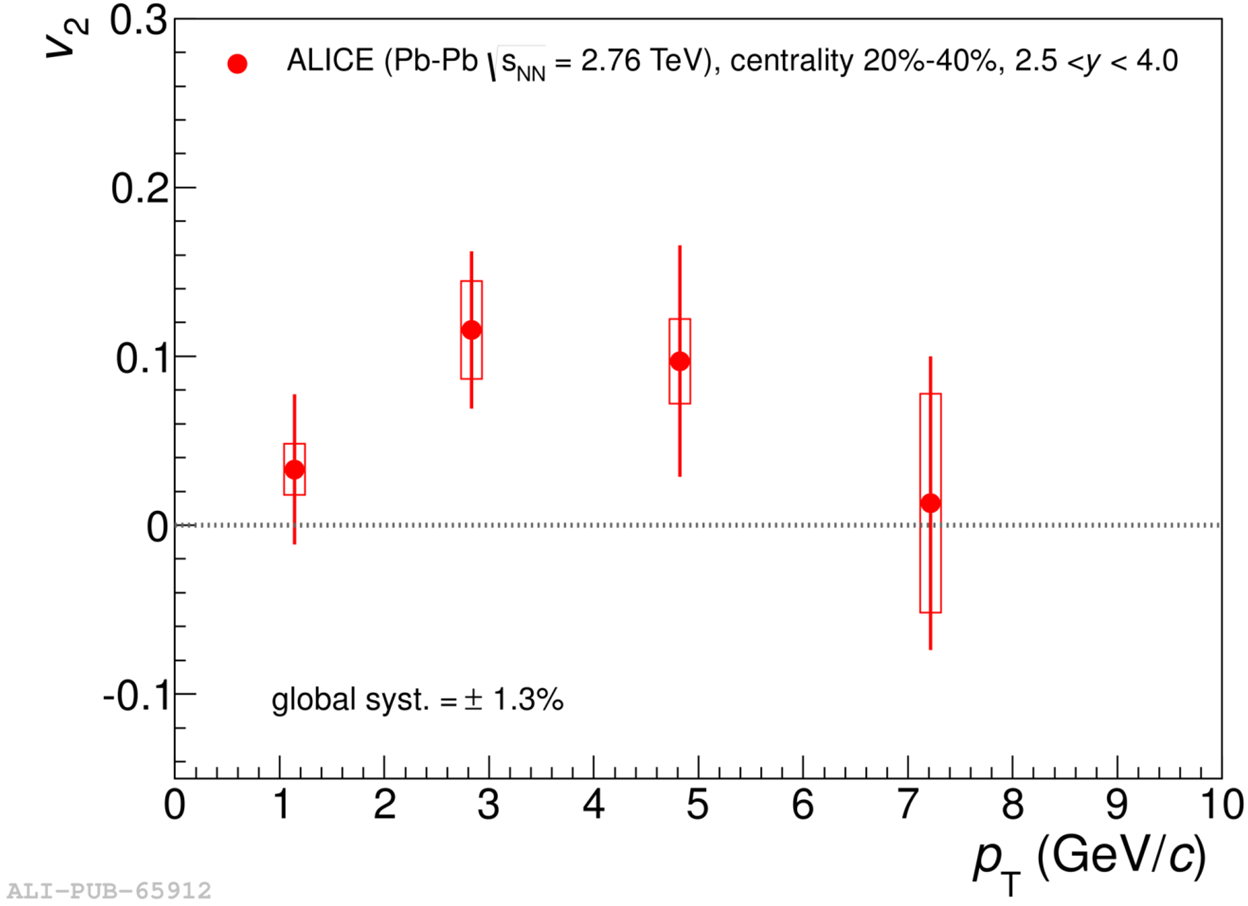 v2
0.3
ALICE (Pb-Pb √sNN = 2.76 TeV), centrality 20%-40%, 2.5 <y < 4.0
0.2
0.1
0
-0.1
global syst. = ± 1.3%
0 1 2 3 4 5 6 7 8 9 10
pT (GeV/c)
ALI-PUB-65912